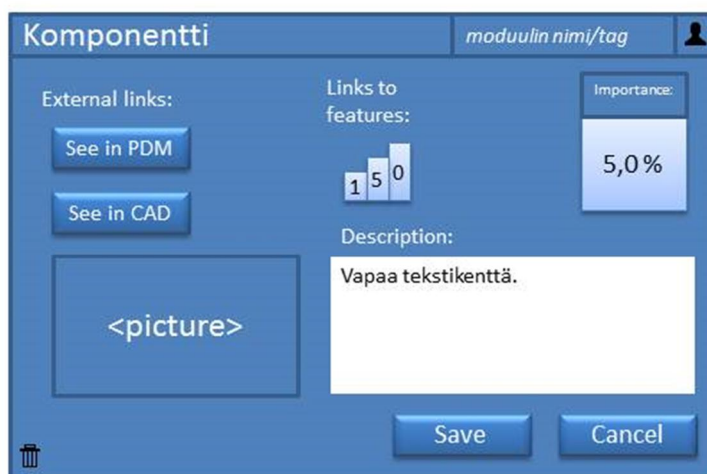 Komponentti
moduulin nimi/tag
External links:
Links to
features:
Importance:
See in PDM
5,0 %
1 5 0
See in CAD
Description:
Vapaa tekstikenttä.
<picture>
Save
Cancel